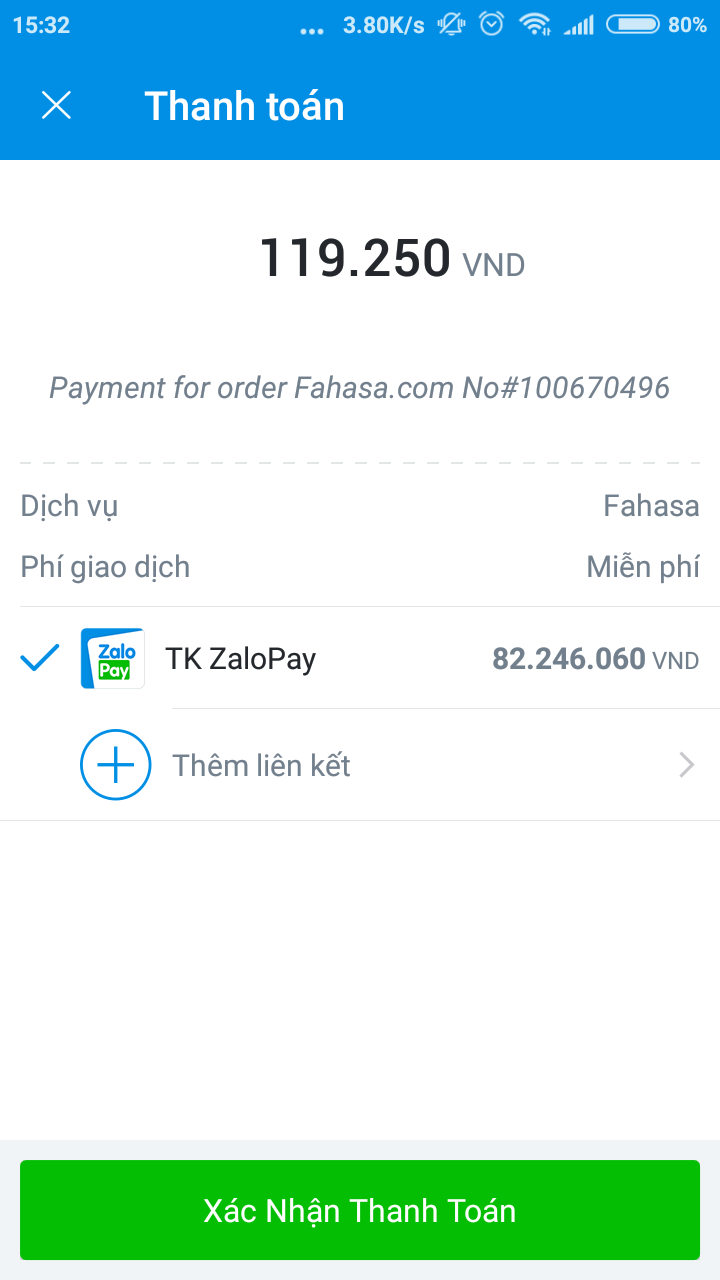 15:32 ... 3.80K/s 80%
Thanh toán
119.250 VND
Payment for order Fahasa.com No#100670496
Dịch vụ Fahasa
Phí giao dịch Miễn phí
Zalo
Pay
TK ZaloPay 82.246.060 VND
Thêm liên kết
Xác Nhận Thanh Toán